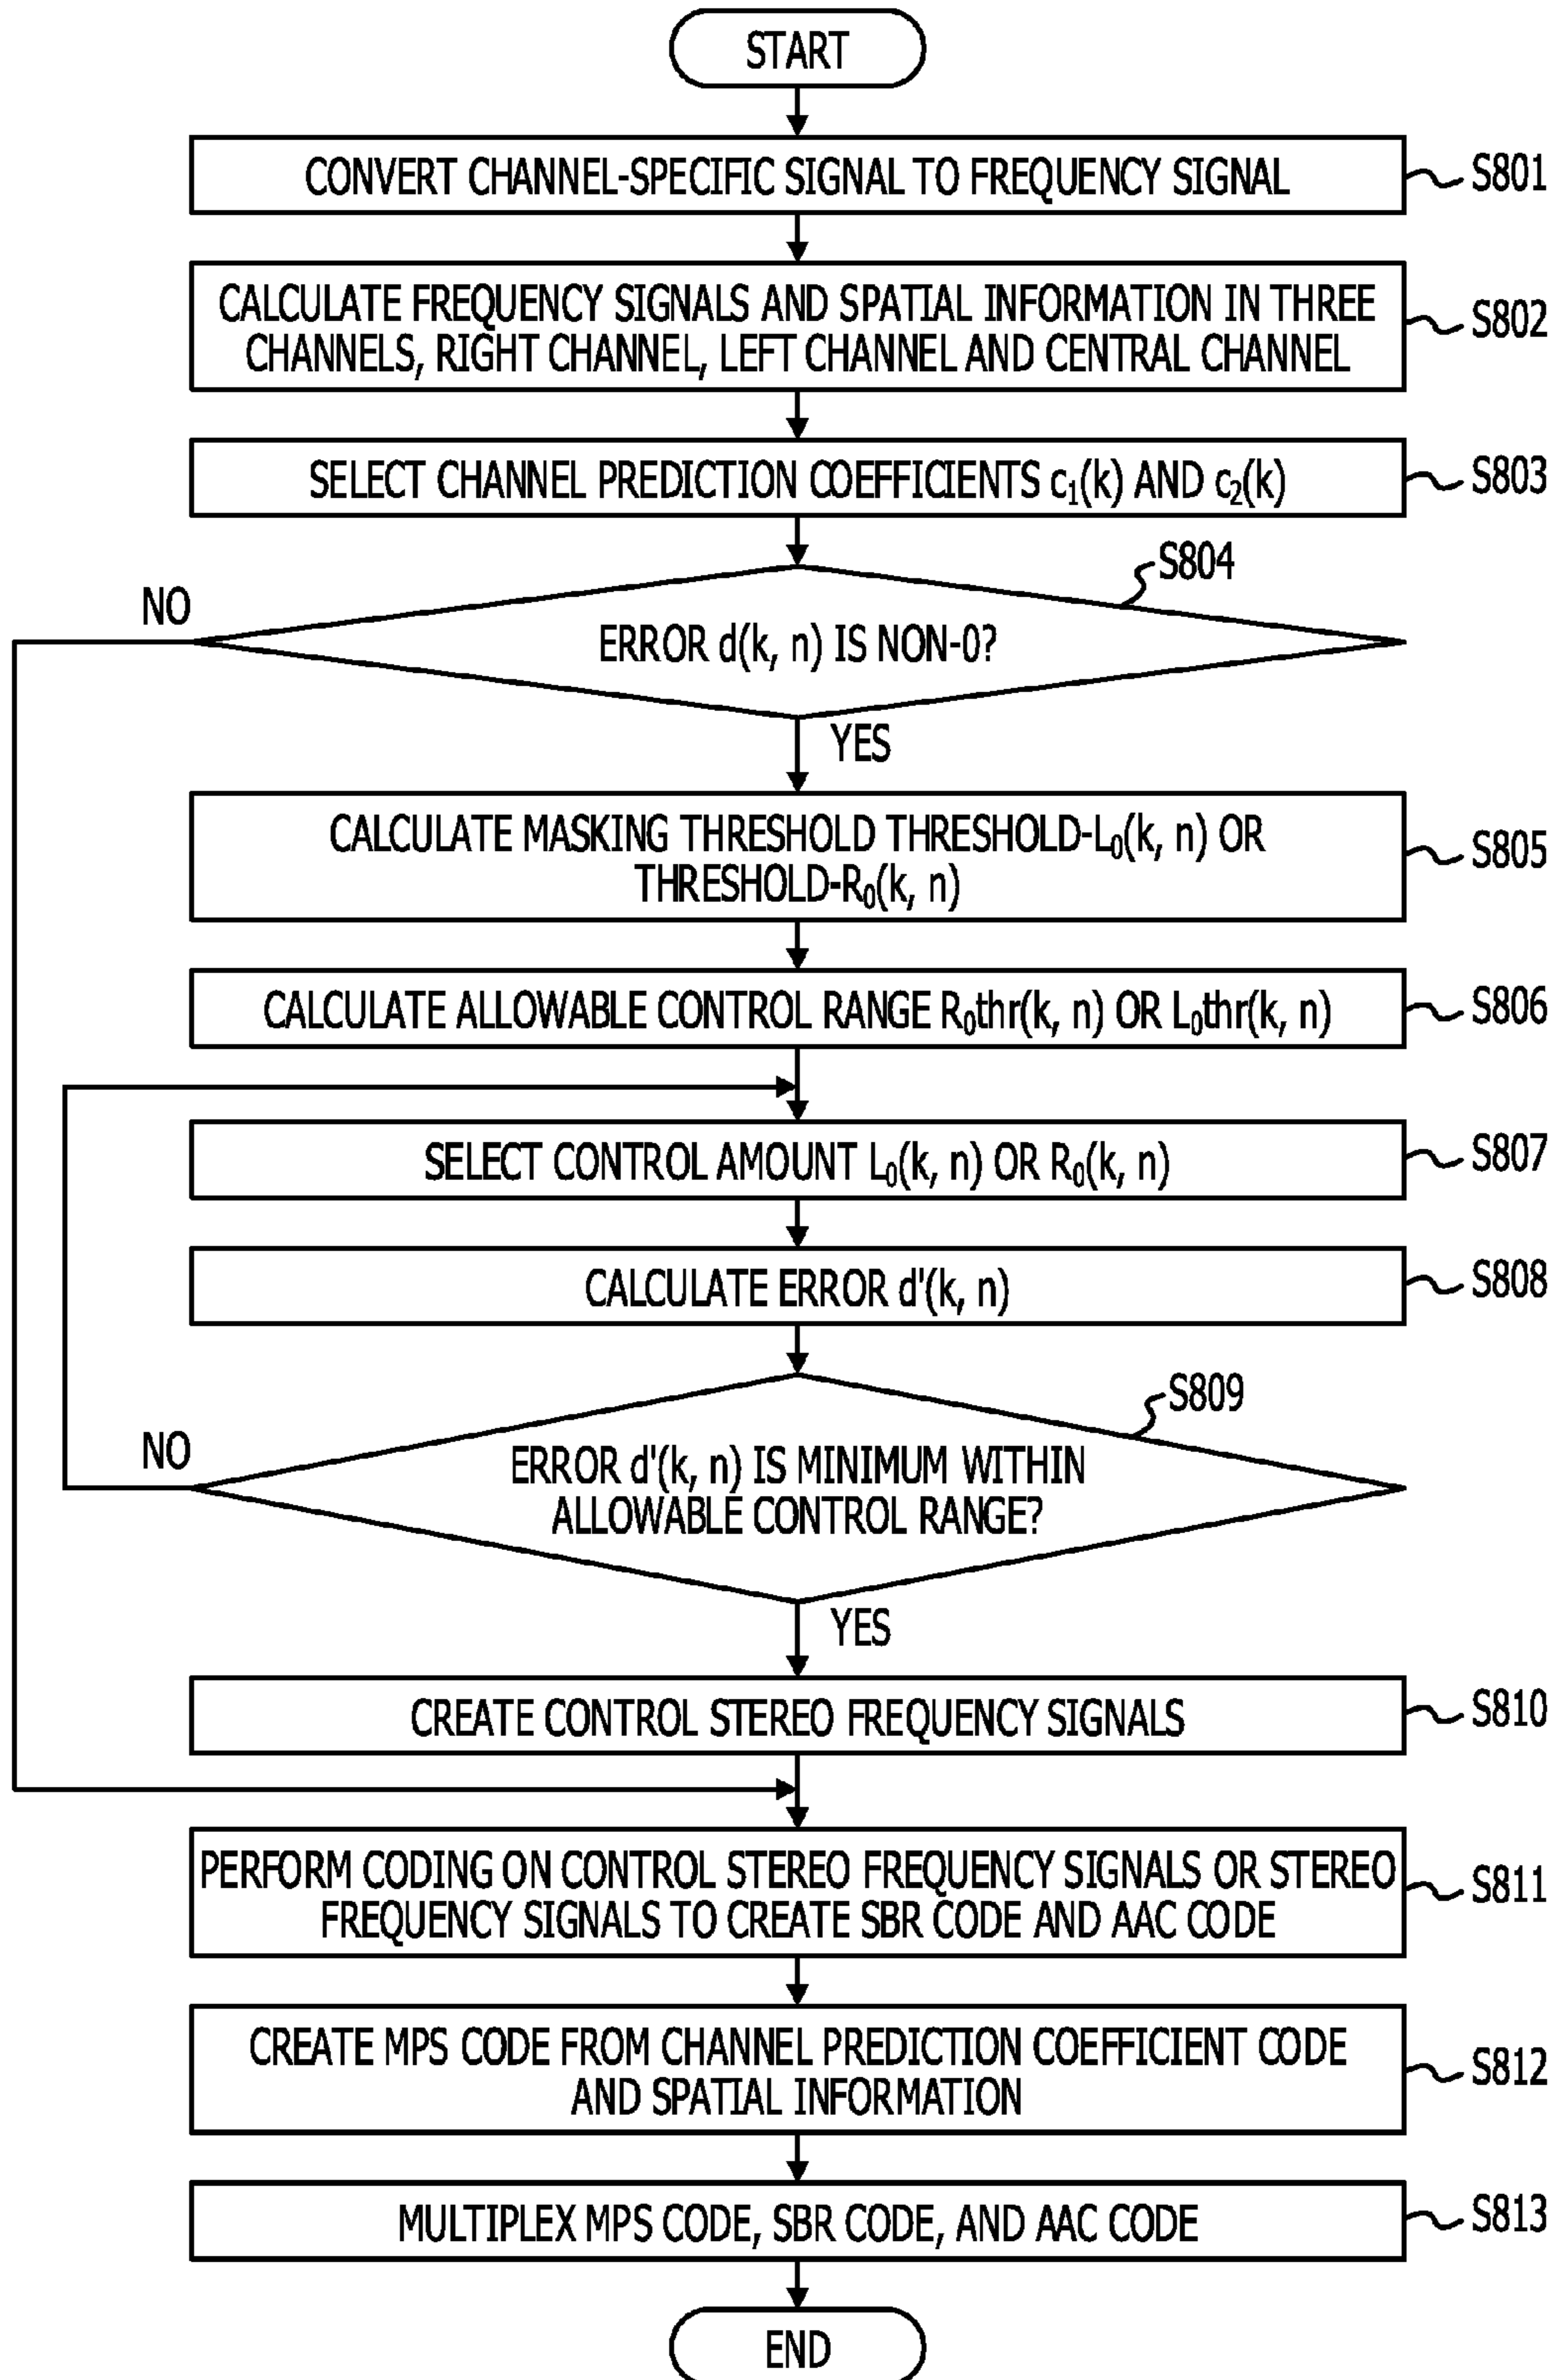 START
CONVERT CHANNEL-SPECIFIC SIGNAL TO FREQUENCY SIGNAL
S801
CALCULATE FREQUENCY SIGNALS AND SPATIAL INFORMATION IN THREE
CHANNELS, RIGHT CHANNEL, LEFT CHANNEL AND CENTRAL CHANNEL
S802
SELECT CHANNEL PREDICTION COEFFICIENTS c₁(k) AND c₂(k)
S803
S804
NO
ERROR d(k, n) IS NON-0?
YES
CALCULATE MASKING THRESHOLD THRESHOLD-L₀(k, n) OR
THRESHOLD-R₀(k, n)
S805
CALCULATE ALLOWABLE CONTROL RANGE R₀thr(k, n) OR L₀thr(k, n)
S806
SELECT CONTROL AMOUNT L₀(k, n) OR R₀(k, n)
S807
CALCULATE ERROR d'(k, n)
S808
S809
NO
ERROR d'(k, n) IS MINIMUM WITHIN
ALLOWABLE CONTROL RANGE?
YES
CREATE CONTROL STEREO FREQUENCY SIGNALS
S810
PERFORM CODING ON CONTROL STEREO FREQUENCY SIGNALS OR STEREO
FREQUENCY SIGNALS TO CREATE SBR CODE AND AAC CODE
S811
CREATE MPS CODE FROM CHANNEL PREDICTION COEFFICIENT CODE
AND SPATIAL INFORMATION
S812
MULTIPLEX MPS CODE, SBR CODE, AND AAC CODE
S813
END